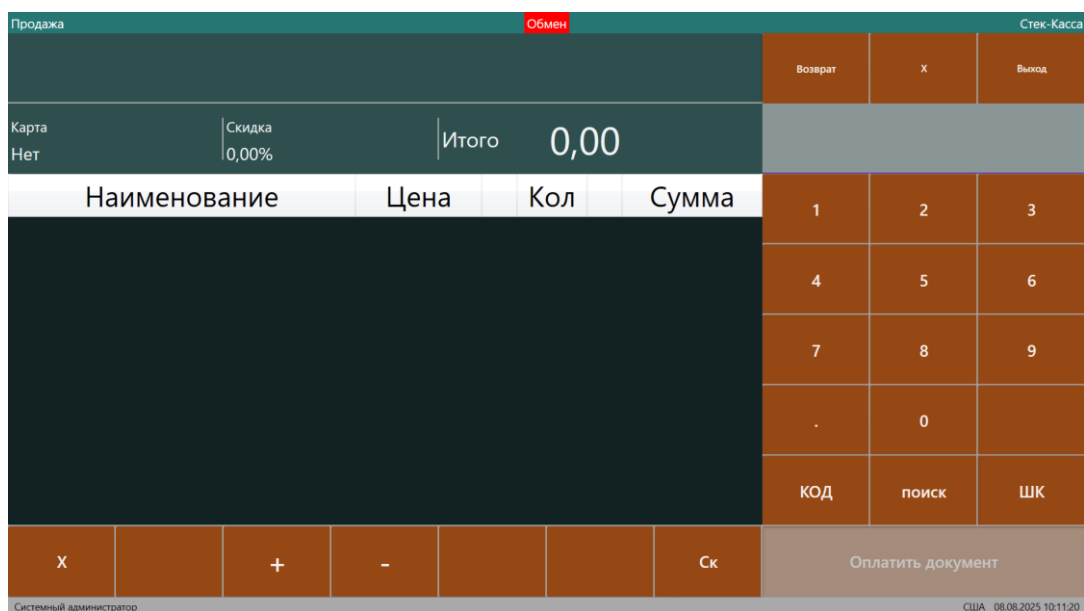 Продажа Обмен Стек-Касса
Возврат X Выход
Карта Скидка Итого 0,00
Нет 0,00%
Наименование Цена Кол Сумма
1 2 3
4 5 6
7 8 9
. 0
КОД поиск ШК
X + - Ск Оплатить документ
Системный администратор США 08.08.2025 10:11:20